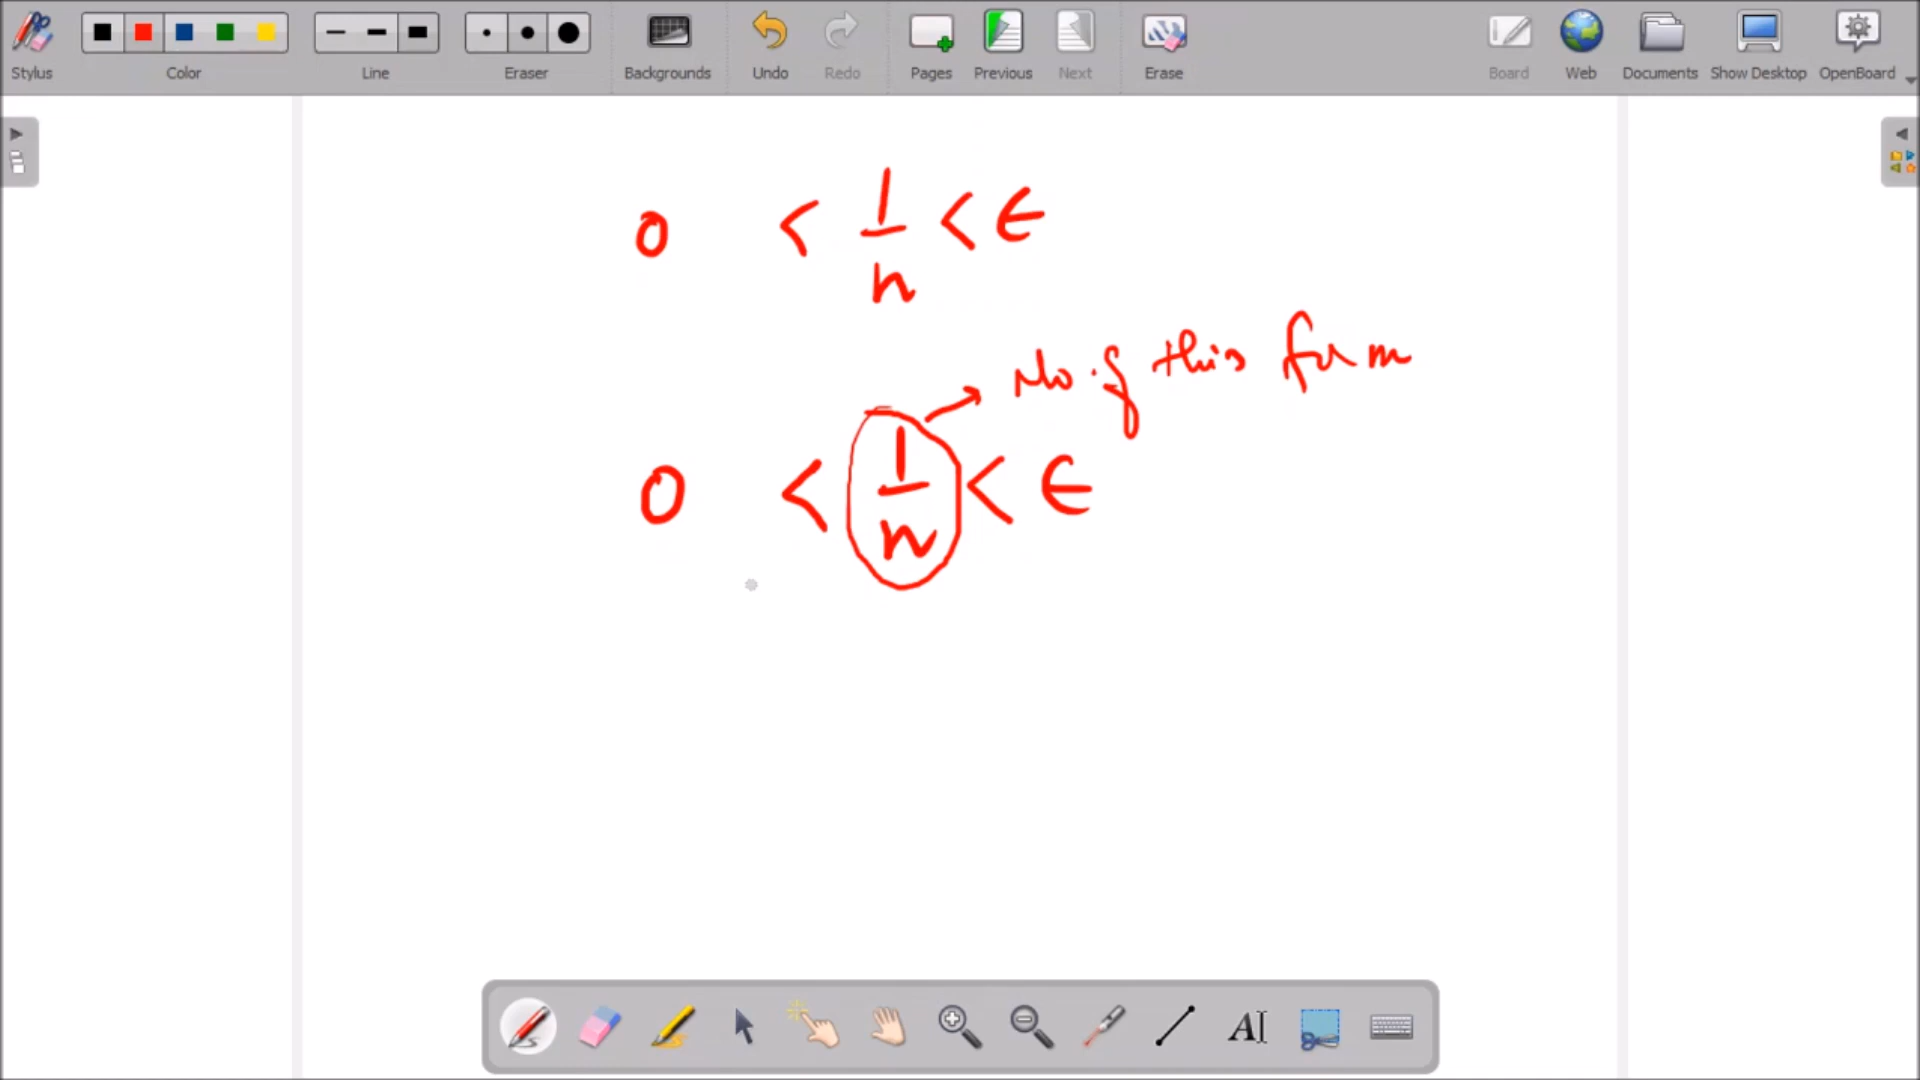 Stylus Color Line Eraser Backgrounds Undo Redo Pages Previous Next Erase Board Web Documents Show Desktop OpenBoard
0 < 1/n < ϵ
→ No. of this form
0 < 1/n < ϵ
AI